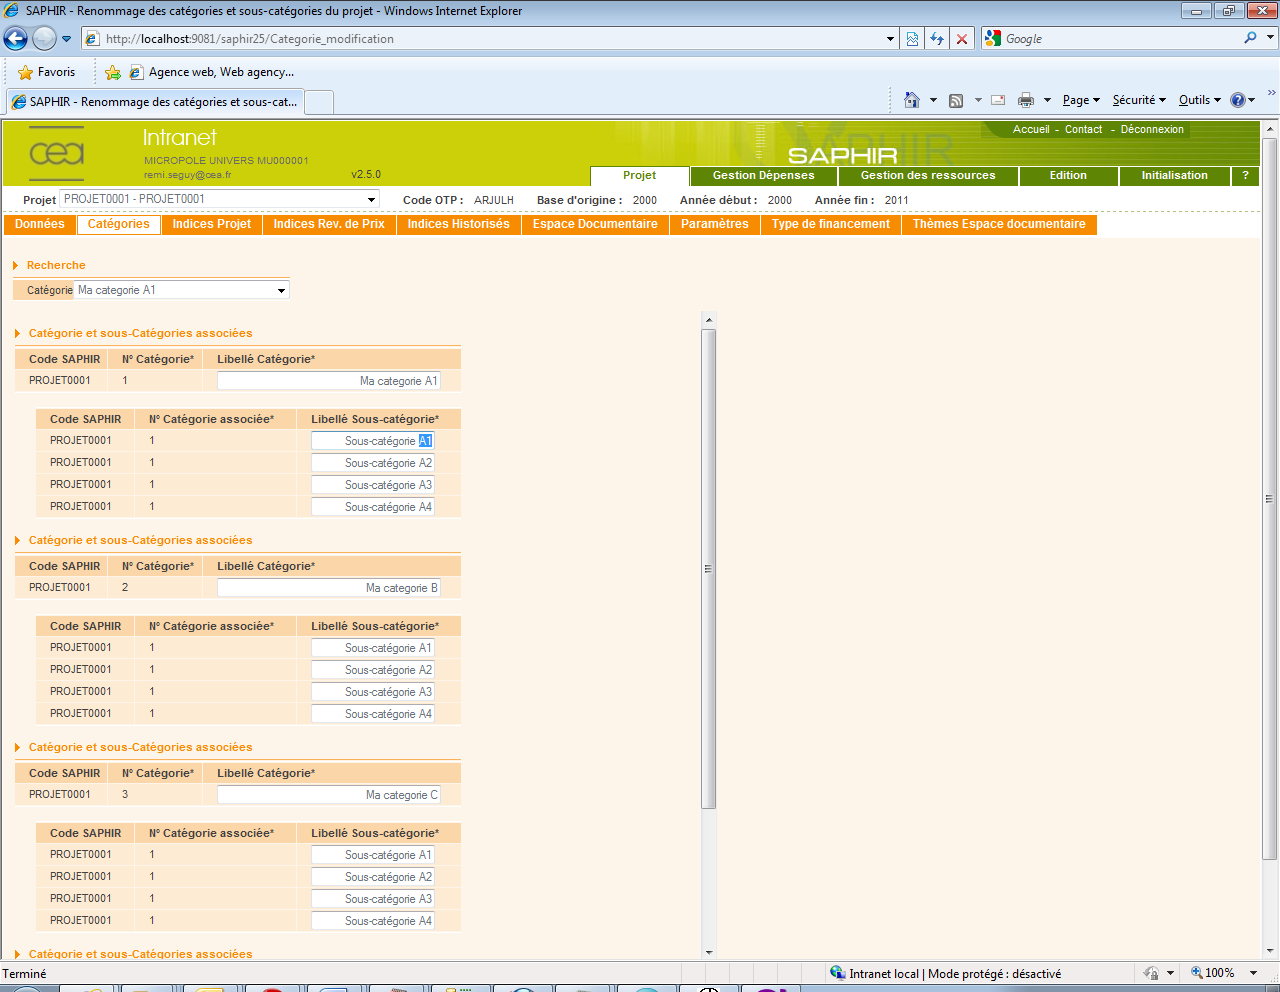 SAPHIR - Renommage des catégories et sous-catégories du projet - Windows Internet Explorer
http://localhost:9081/saphir25/Categorie_modification
Google
Favoris
Agence web, Web agency...
SAPHIR - Renommage des catégories et sous-cat...
Page
Sécurité
Outils
»
cea
Intranet
MICROPOLE UNIVERS MU000001
remi.seguy@cea.fr
v2.5.0
SAPHIR
Accueil - Contact - Déconnexion
Projet
Gestion Dépenses
Gestion des ressources
Edition
Initialisation
?
Projet PROJET0001 - PROJET0001 Code OTP : ARJULH Base d'origine : 2000 Année début : 2000 Année fin : 2011
Données
Catégories
Indices Projet
Indices Rev. de Prix
Indices Historisés
Espace Documentaire
Paramètres
Type de financement
Thèmes Espace documentaire
Recherche
Catégorie Ma categorie A1
Catégorie et sous-Catégories associées
Code SAPHIR N° Catégorie* Libellé Catégorie*
PROJET0001 1 Ma categorie A1
Code SAPHIR N° Catégorie associée* Libellé Sous-catégorie*
PROJET0001 1 Sous-catégorie A1
PROJET0001 1 Sous-catégorie A2
PROJET0001 1 Sous-catégorie A3
PROJET0001 1 Sous-catégorie A4
Catégorie et sous-Catégories associées
Code SAPHIR N° Catégorie* Libellé Catégorie*
PROJET0001 2 Ma categorie B
Code SAPHIR N° Catégorie associée* Libellé Sous-catégorie*
PROJET0001 1 Sous-catégorie A1
PROJET0001 1 Sous-catégorie A2
PROJET0001 1 Sous-catégorie A3
PROJET0001 1 Sous-catégorie A4
Catégorie et sous-Catégories associées
Code SAPHIR N° Catégorie* Libellé Catégorie*
PROJET0001 3 Ma categorie C
Code SAPHIR N° Catégorie associée* Libellé Sous-catégorie*
PROJET0001 1 Sous-catégorie A1
PROJET0001 1 Sous-catégorie A2
PROJET0001 1 Sous-catégorie A3
PROJET0001 1 Sous-catégorie A4
Catégorie et sous-Catégories associées
Terminé
Intranet local | Mode protégé : désactivé
100%